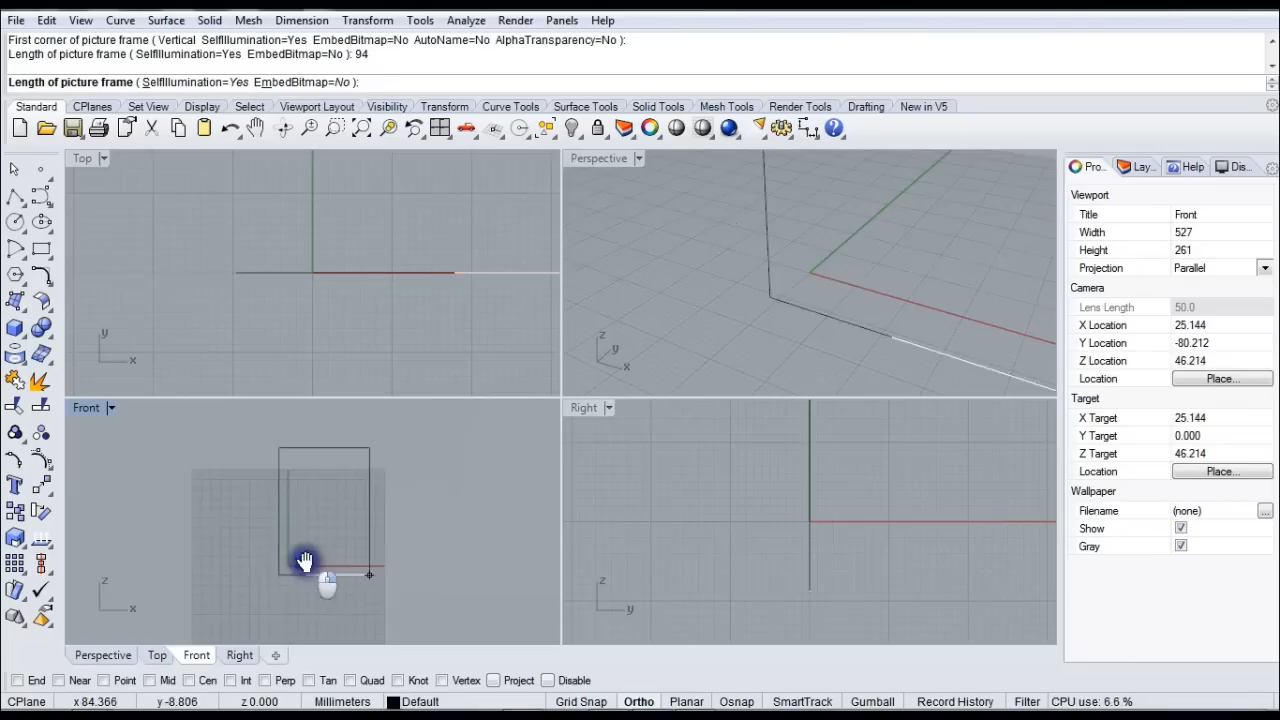 File Edit View Curve Surface Solid Mesh Dimension Transform Tools Analyze Render Panels Help
First corner of picture frame ( Vertical SelfIllumination=Yes EmbedBitmap=No AutoName=No AlphaTransparency=No ):
Length of picture frame ( SelfIllumination=Yes EmbedBitmap=No ): 94
Length of picture frame ( SelfIllumination=Yes EmbedBitmap=No ):
Standard CPlanes Set View Display Select Viewport Layout Visibility Transform Curve Tools Surface Tools Solid Tools Mesh Tools Render Tools Drafting New in V5
Top Perspective Pro... Lay... Help Dis...
Viewport
Title Front
Width 527
Height 261
Projection Parallel
Camera
Lens Length 50.0
X Location 25.144
Y Location -80.212
Z Location 46.214
Location Place...
Target
X Target 25.144
Y Target 0.000
Z Target 46.214
Location Place...
Wallpaper
Filename (none) ...
Show
Gray
y x
z y x
Front Right
z x
z y
Perspective Top Front Right
End Near Point Mid Cen Int Perp Tan Quad Knot Vertex Project Disable
CPlane x 84.366 y -8.806 z 0.000 Millimeters Default Grid Snap Ortho Planar Osnap SmartTrack Gumball Record History Filter CPU use: 6.6 %